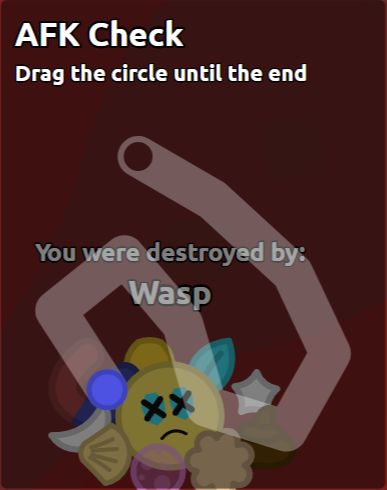 AFK Check
Drag the circle until the end
You were destroyed by:
Wasp